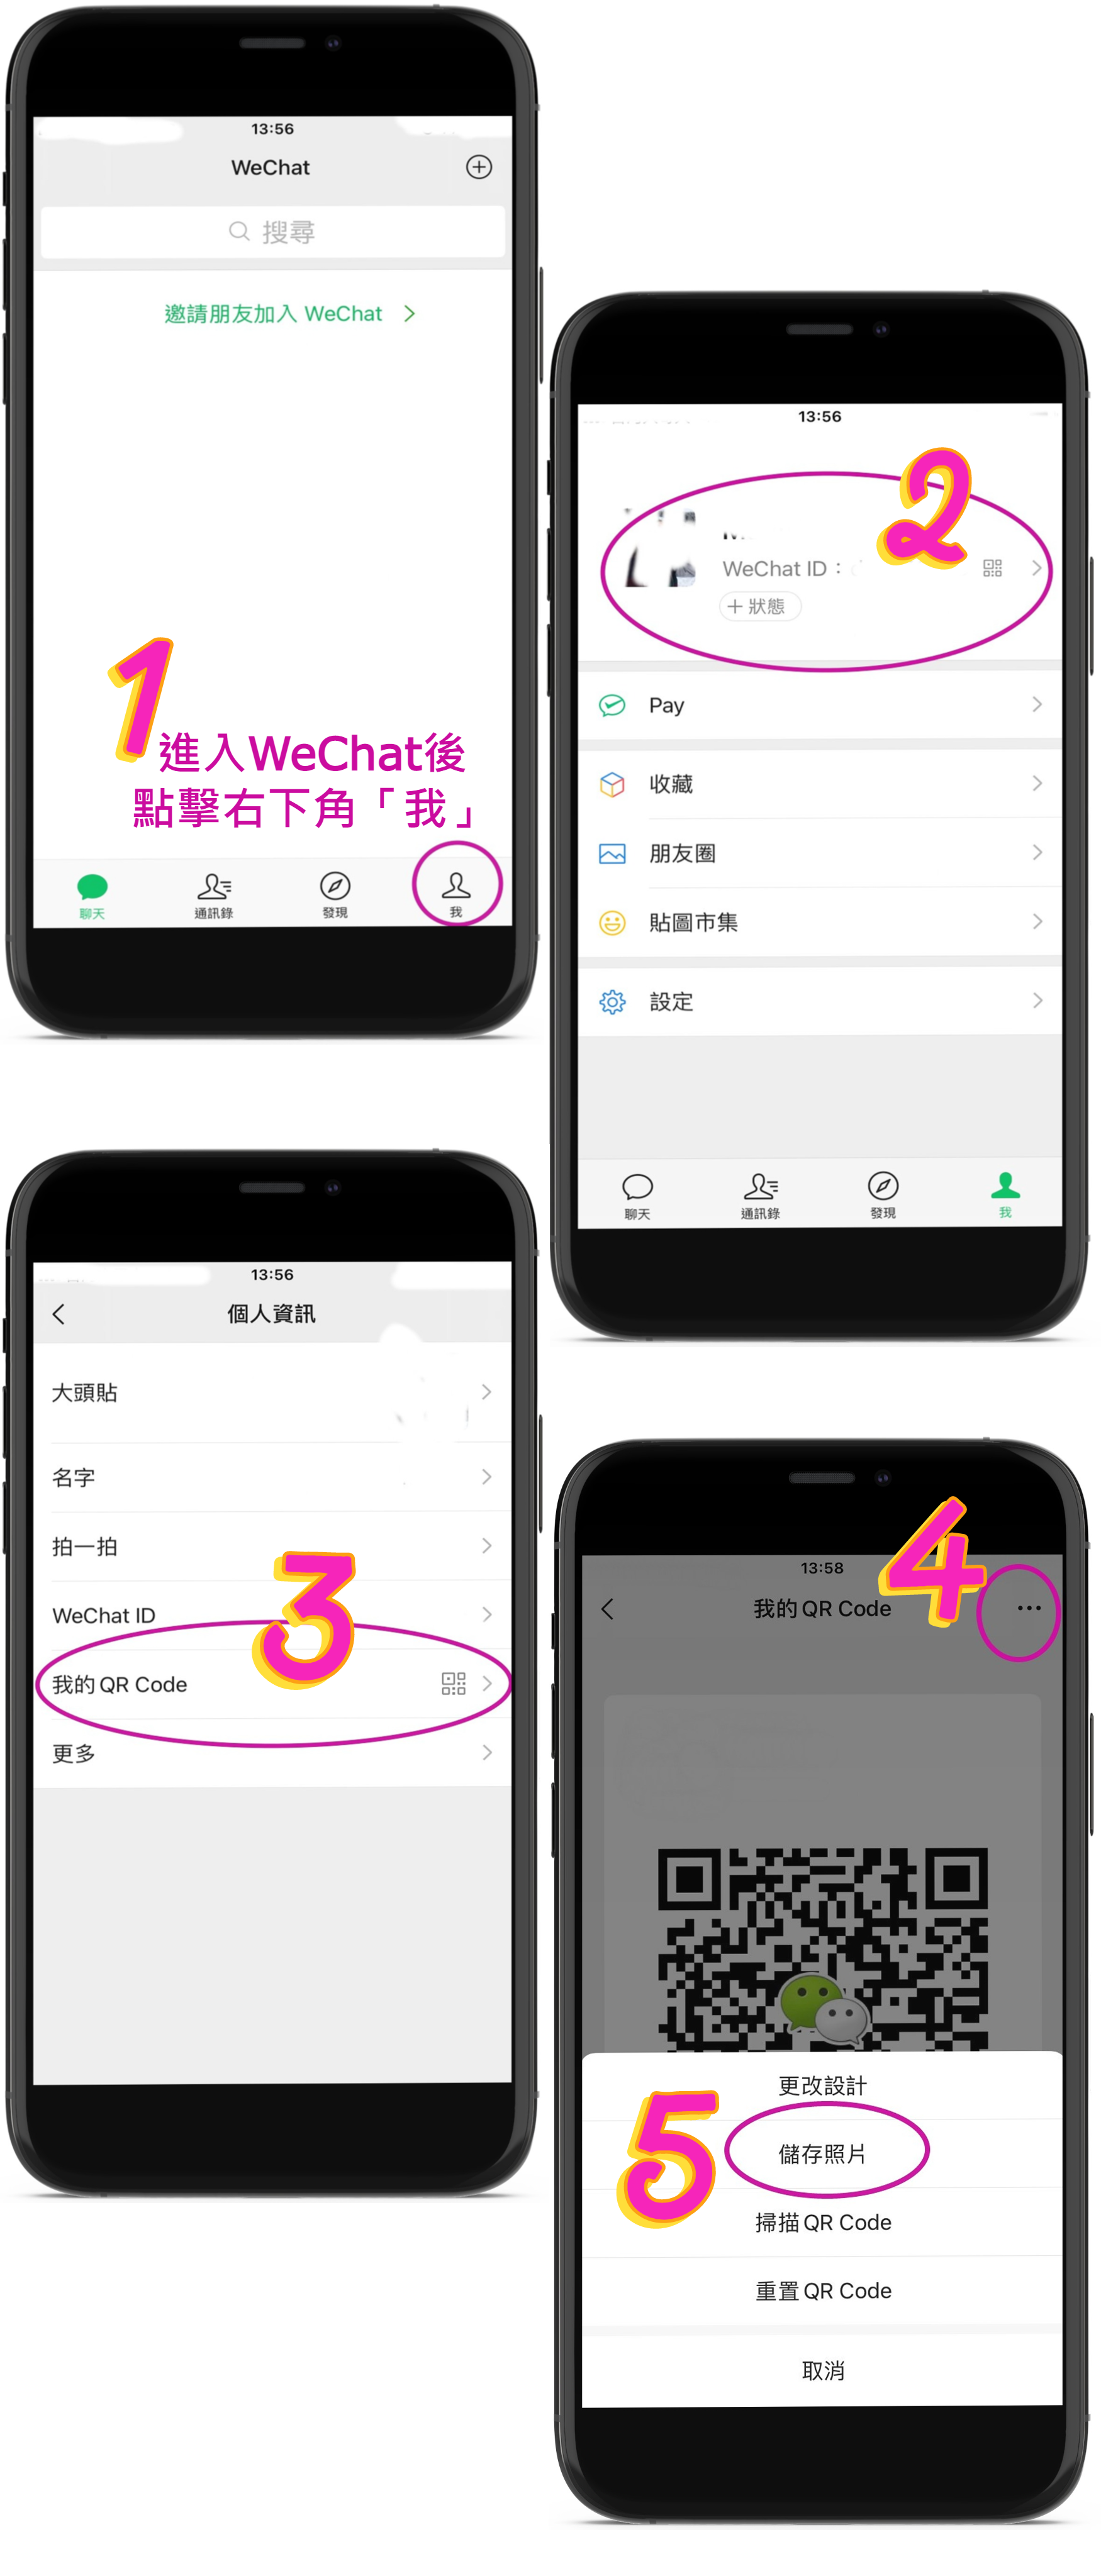 13:56
WeChat
搜尋
邀請朋友加入 WeChat
1
進入WeChat後
點擊右下角「我」
聊天
通訊錄
發現
我
13:56
2
WeChat ID：
＋狀態
Pay
收藏
朋友圈
貼圖市集
設定
聊天
通訊錄
發現
我
13:56
個人資訊
大頭貼
名字
拍一拍
3
WeChat ID
我的 QR Code
更多
13:58
4
我的 QR Code
更改設計
5
儲存照片
掃描 QR Code
重置 QR Code
取消